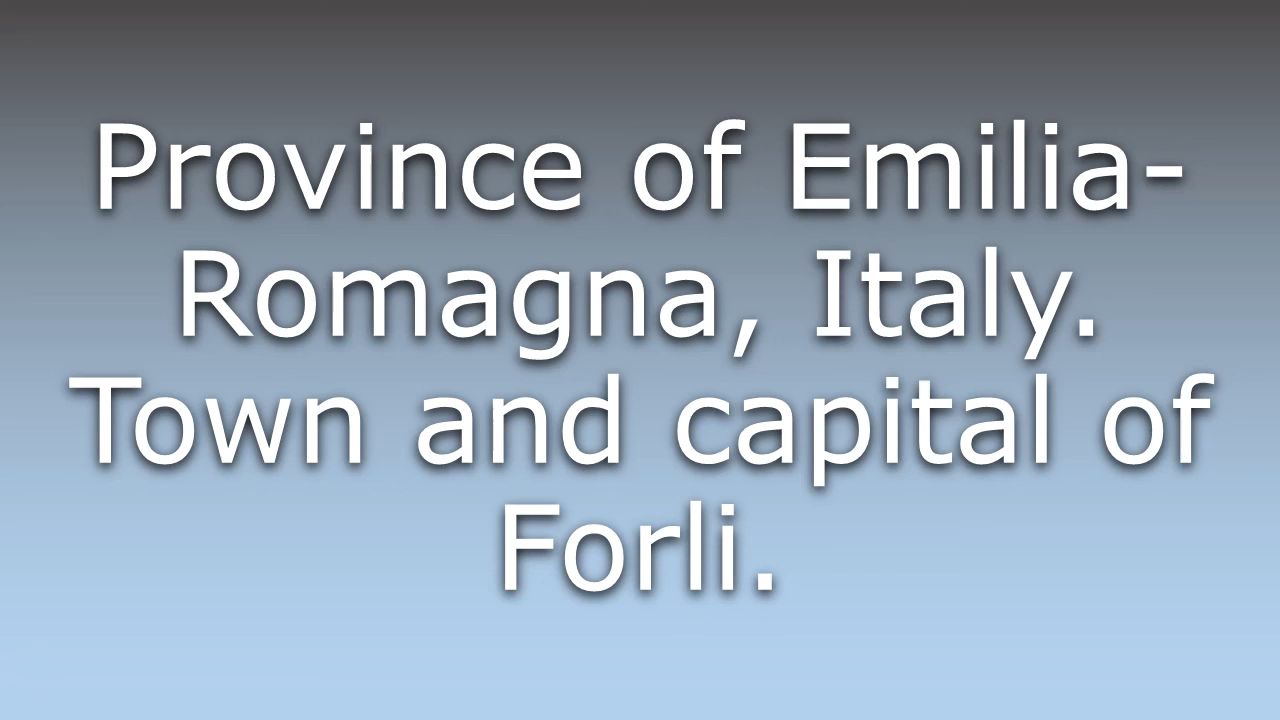 Province of Emilia-
Romagna, Italy.
Town and capital of
Forli.